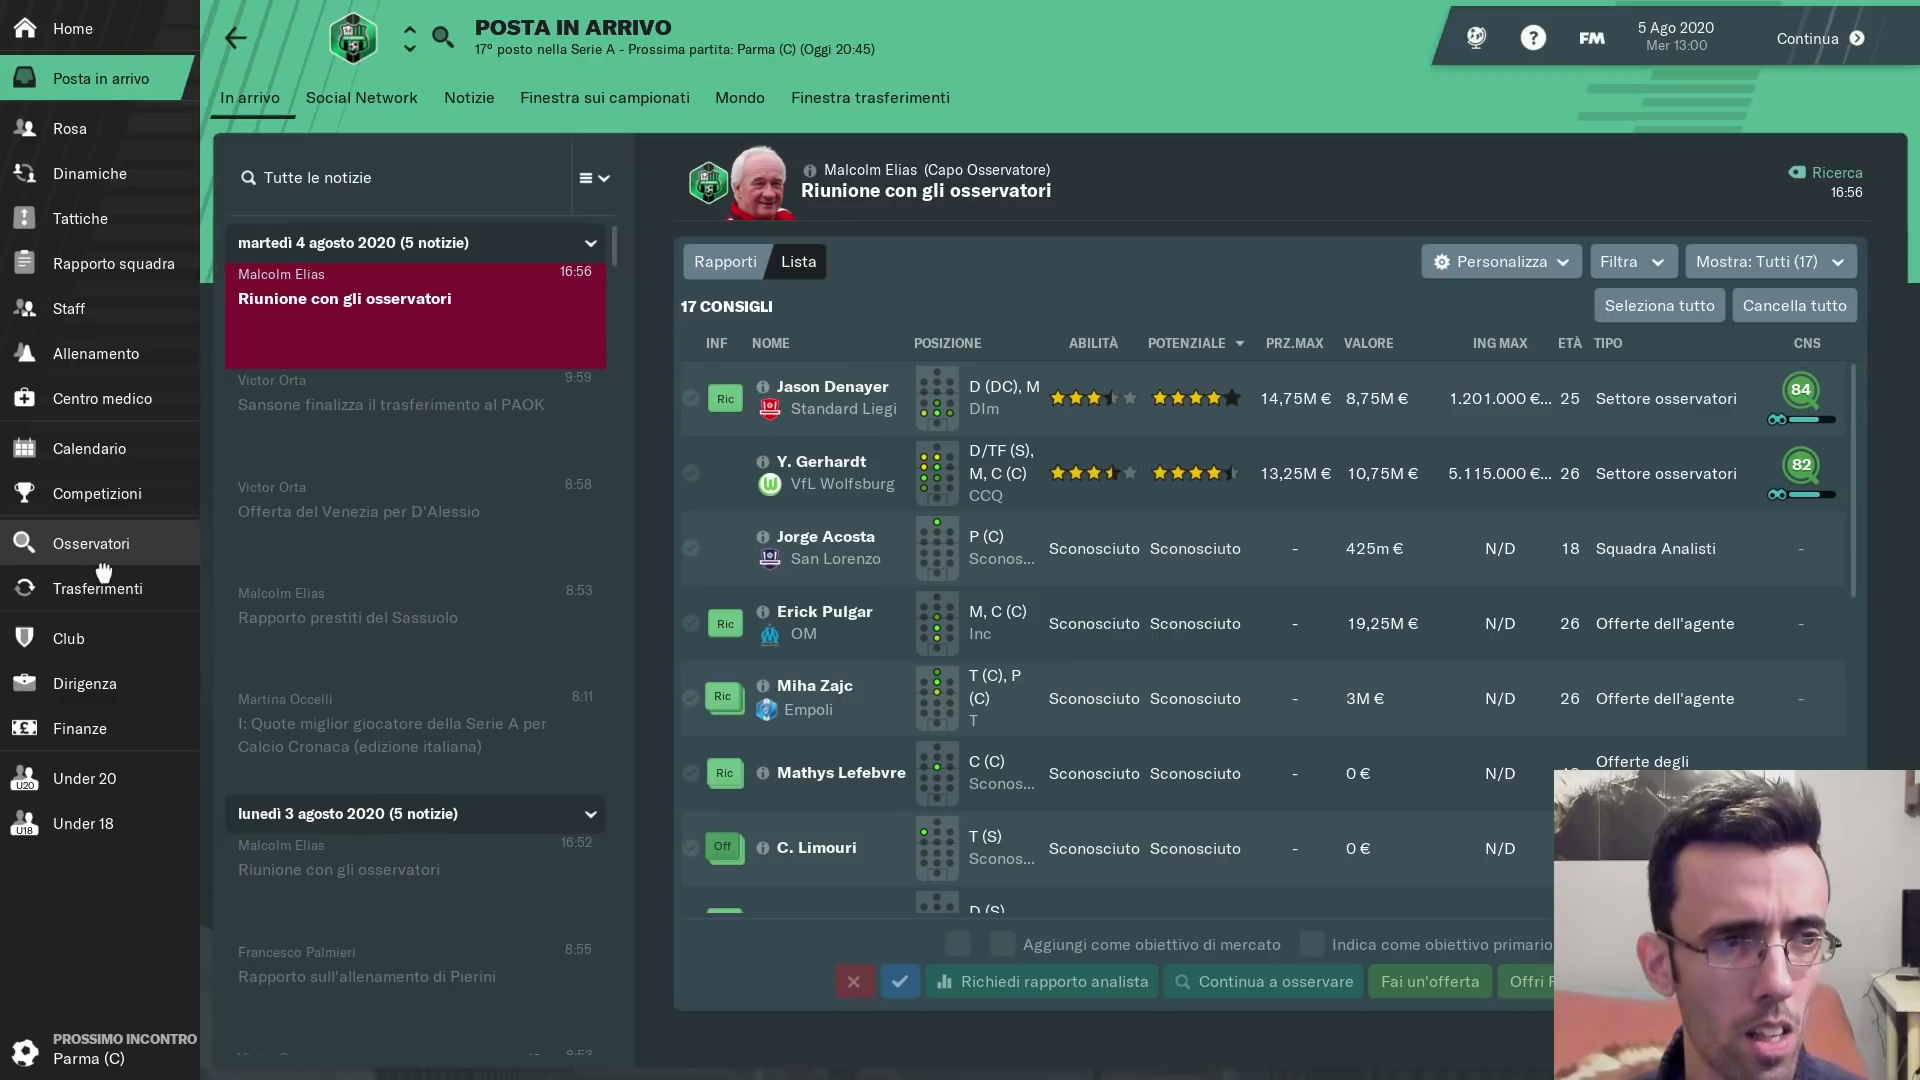 Home
Posta in arrivo
Rosa
Dinamiche
Tattiche
Rapporto squadra
Staff
Allenamento
Centro medico
Calendario
Competizioni
Osservatori
Trasferimenti
Club
Dirigenza
Finanze
U20 Under 20
U18 Under 18
PROSSIMO INCONTRO
Parma (C)
POSTA IN ARRIVO
17º posto nella Serie A - Prossima partita: Parma (C) (Oggi 20:45)
FM
5 Ago 2020
Mer 13:00
Continua
In arrivo Social Network Notizie Finestra sui campionati Mondo Finestra trasferimenti
Tutte le notizie
martedì 4 agosto 2020 (5 notizie)
Malcolm Elias 16:56
Riunione con gli osservatori
Victor Orta 9:59
Sansone finalizza il trasferimento al PAOK
Victor Orta 8:58
Offerta del Venezia per D'Alessio
Malcolm Elias 8:53
Rapporto prestiti del Sassuolo
Martina Occelli 8:11
I: Quote miglior giocatore della Serie A per
Calcio Cronaca (edizione italiana)
lunedì 3 agosto 2020 (5 notizie)
Malcolm Elias 16:52
Riunione con gli osservatori
Francesco Palmieri 8:55
Rapporto sull'allenamento di Pierini
Malcolm Elias (Capo Osservatore)
Riunione con gli osservatori
Ricerca
16:56
Rapporti Lista
Personalizza Filtra Mostra: Tutti (17)
17 CONSIGLI
Seleziona tutto Cancella tutto
INF NOME POSIZIONE ABILITÀ POTENZIALE PRZ.MAX VALORE ING MAX ETÀ TIPO CNS
Ric Jason Denayer
Standard Liegi
D (DC), M
DIm
14,75M € 8,75M € 1.201.000 €... 25 Settore osservatori 84
Y. Gerhardt
VfL Wolfsburg
D/TF (S),
M, C (C)
CCQ
13,25M € 10,75M € 5.115.000 €... 26 Settore osservatori 82
Jorge Acosta
San Lorenzo
P (C)
Sconos...
Sconosciuto Sconosciuto - 425m € N/D 18 Squadra Analisti -
Ric Erick Pulgar
OM
M, C (C)
Inc
Sconosciuto Sconosciuto - 19,25M € N/D 26 Offerte dell'agente -
Ric Miha Zajc
Empoli
T (C), P
(C)
T
Sconosciuto Sconosciuto - 3M € N/D 26 Offerte dell'agente -
Ric Mathys Lefebvre
C (C)
Sconos...
Sconosciuto Sconosciuto - 0 € N/D
Offerte degli
Off C. Limouri
T (S)
Sconos...
Sconosciuto Sconosciuto - 0 € N/D
D (S)
Aggiungi come obiettivo di mercato Indica come obiettivo primario
Richiedi rapporto analista Continua a osservare Fai un'offerta Offri